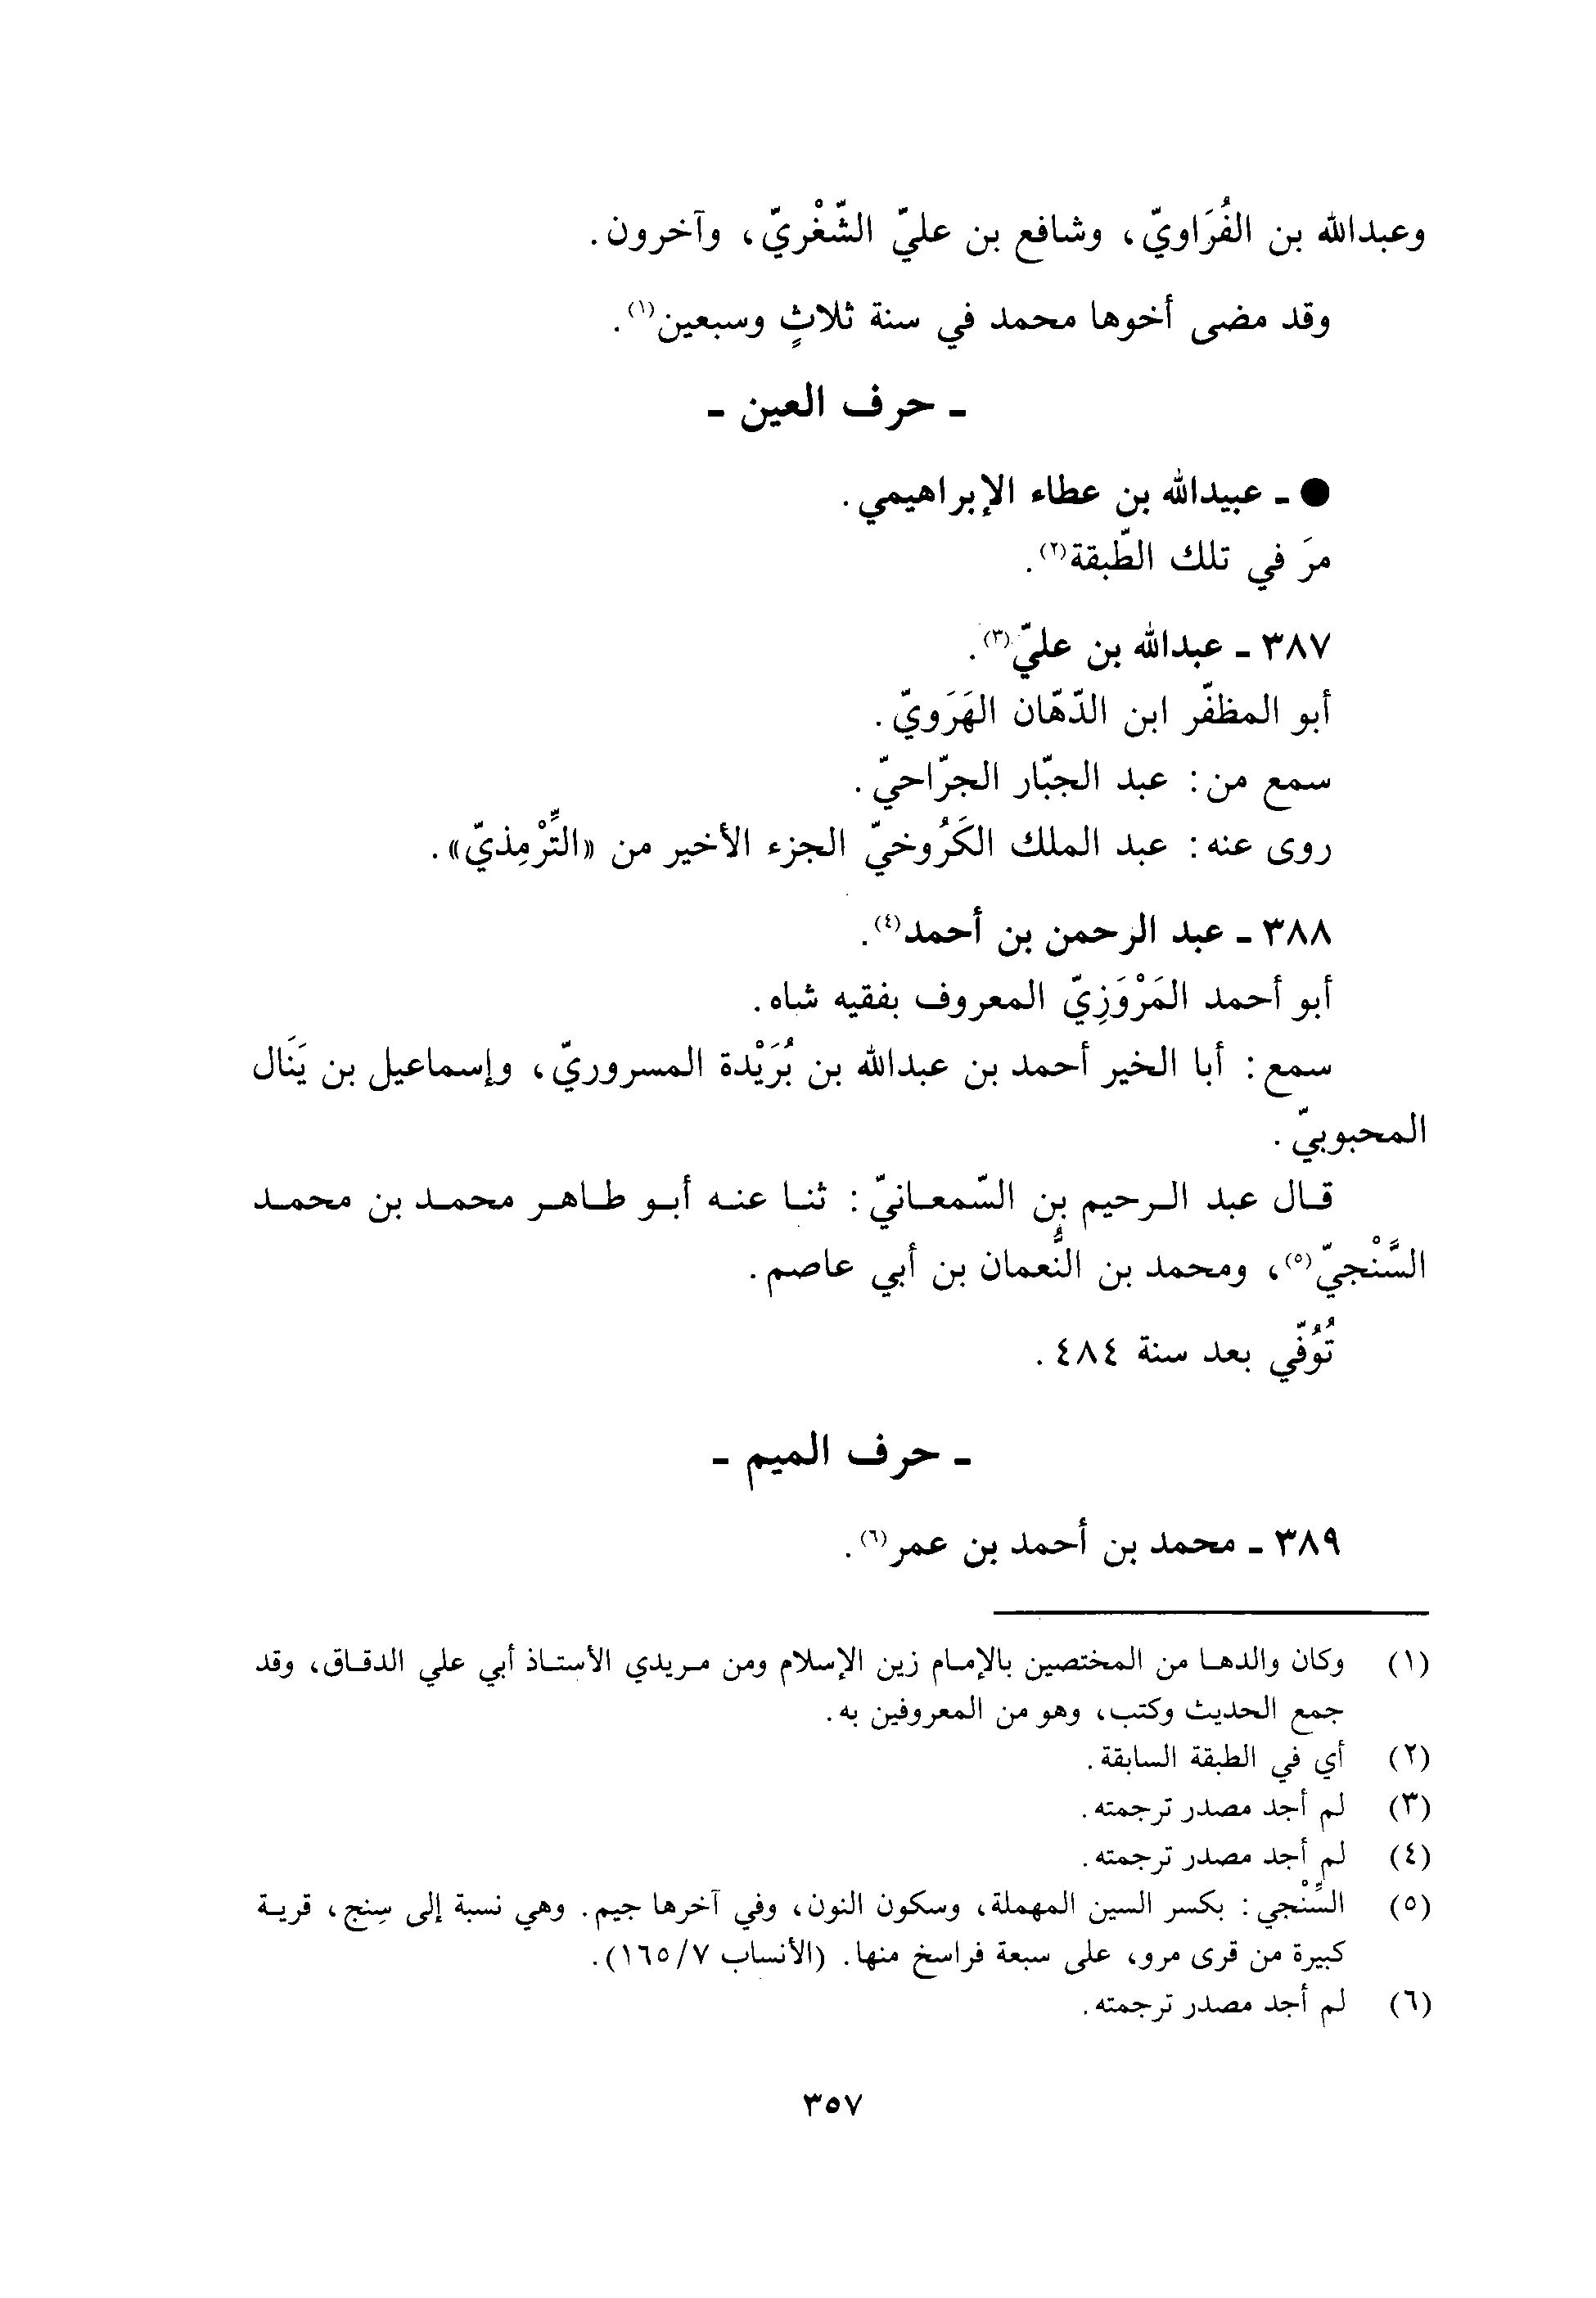 وعبدالله بن الفُرَاويّ، وشافع بن عليّ الشّغْريّ، وآخرون.
وقد مضى أخوها محمد في سنة ثلاثٍ وسبعين(١).
- حرف العين -
● - عبيدالله بن عطاء الإبراهيمي.
مرَ في تلك الطّبقة(٢).
٣٨٧ - عبدالله بن عليّ(٣).
أبو المظفّر ابن الدّهّان الهَرَويّ.
سمع من: عبد الجبّار الجرّاحيّ.
روى عنه: عبد الملك الكَرُوخيّ الجزء الأخير من «التِّرْمِذيّ».
٣٨٨ - عبد الرحمن بن أحمد(٤).
أبو أحمد المَرْوَزِيّ المعروف بفقيه شاه.
سمع: أبا الخير أحمد بن عبدالله بن بُرَيْدة المسروريّ، وإسماعيل بن يَنَال
المحبوبيّ.
قال عبد الرحيم بن السّمعانيّ: ثنا عنه أبو طاهر محمد بن محمد
السَّنْجيّ(٥)، ومحمد بن النُّعمان بن أبي عاصم.
تُوُفّي بعد سنة ٤٨٤.
- حرف الميم -
٣٨٩ - محمد بن أحمد بن عمر(٦).
(١) وكان والدها من المختصين بالإمام زين الإسلام ومن مريدي الأستاذ أبي علي الدقاق، وقد
جمع الحديث وكتب، وهو من المعروفين به.
(٢) أي في الطبقة السابقة.
(٣) لم أجد مصدر ترجمته.
(٤) لم أجد مصدر ترجمته.
(٥) السِّنْجي: بكسر السين المهملة، وسكون النون، وفي آخرها جيم. وهي نسبة إلى سِنج، قرية
كبيرة من قرى مرو، على سبعة فراسخ منها. (الأنساب ١٦٥/٧).
(٦) لم أجد مصدر ترجمته.
٣٥٧